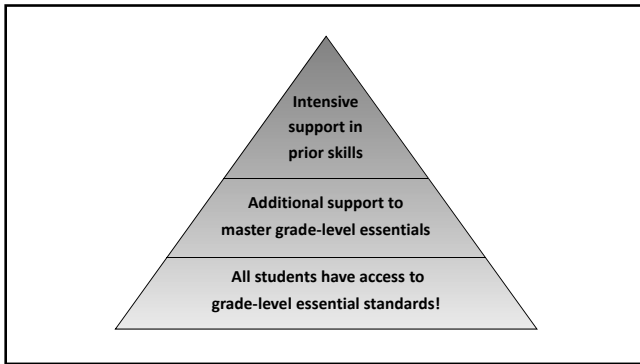 Intensive
support in
prior skills
Additional support to
master grade-level essentials
All students have access to
grade-level essential standards!